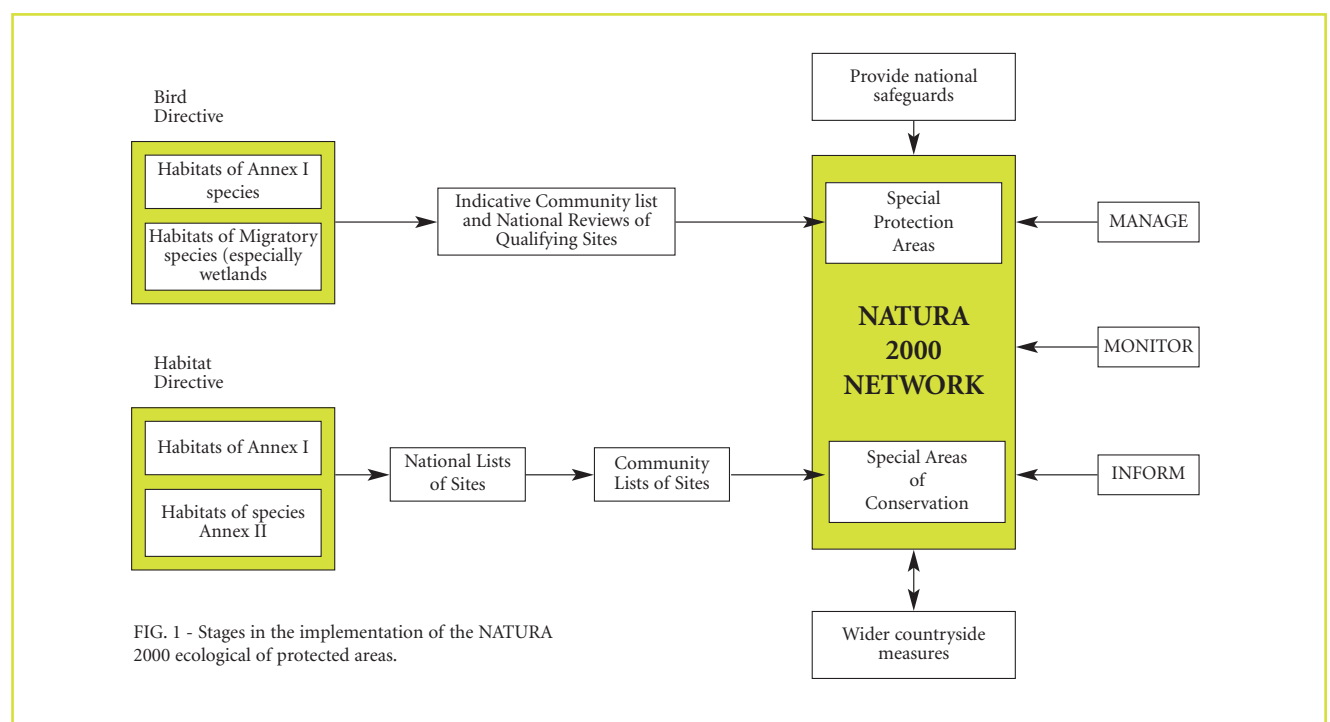 Provide national
safeguards
Bird
Directive
Habitats of Annex I
species
Habitats of Migratory
species (especially
wetlands
Indicative Community list
and National Reviews of
Qualifying Sites
Special
Protection
Areas
MANAGE
NATURA
2000
NETWORK
MONITOR
Habitat
Directive
Habitats of Annex I
Habitats of species
Annex II
National Lists
of Sites
Community
Lists of Sites
Special Areas
of
Conservation
INFORM
Wider countryside
measures
FIG. 1 - Stages in the implementation of the NATURA
2000 ecological of protected areas.